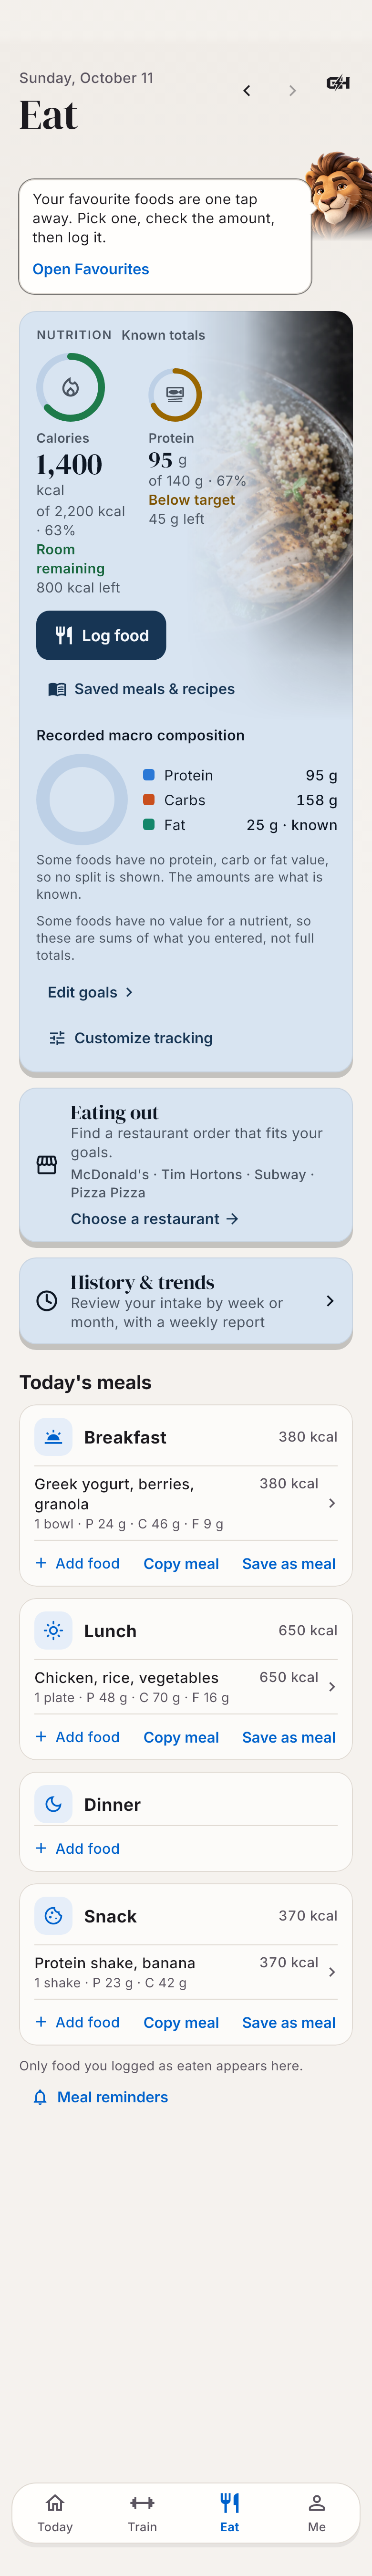 Sunday, October 11
Eat
GH
Your favourite foods are one tap
away. Pick one, check the amount,
then log it.
Open Favourites
NUTRITION Known totals
Calories
1,400
kcal
of 2,200 kcal
· 63%
Room
remaining
800 kcal left
Protein
95 g
of 140 g · 67%
Below target
45 g left
Log food
Saved meals & recipes
Recorded macro composition
Protein 95 g
Carbs 158 g
Fat 25 g · known
Some foods have no protein, carb or fat value,
so no split is shown. The amounts are what is
known.
Some foods have no value for a nutrient, so
these are sums of what you entered, not full
totals.
Edit goals
Customize tracking
Eating out
Find a restaurant order that fits your
goals.
McDonald's · Tim Hortons · Subway ·
Pizza Pizza
Choose a restaurant
History & trends
Review your intake by week or
month, with a weekly report
Today's meals
Breakfast 380 kcal
Greek yogurt, berries, 380 kcal
granola
1 bowl · P 24 g · C 46 g · F 9 g
Add food Copy meal Save as meal
Lunch 650 kcal
Chicken, rice, vegetables 650 kcal
1 plate · P 48 g · C 70 g · F 16 g
Add food Copy meal Save as meal
Dinner
Add food
Snack 370 kcal
Protein shake, banana 370 kcal
1 shake · P 23 g · C 42 g
Add food Copy meal Save as meal
Only food you logged as eaten appears here.
Meal reminders
Today Train Eat Me